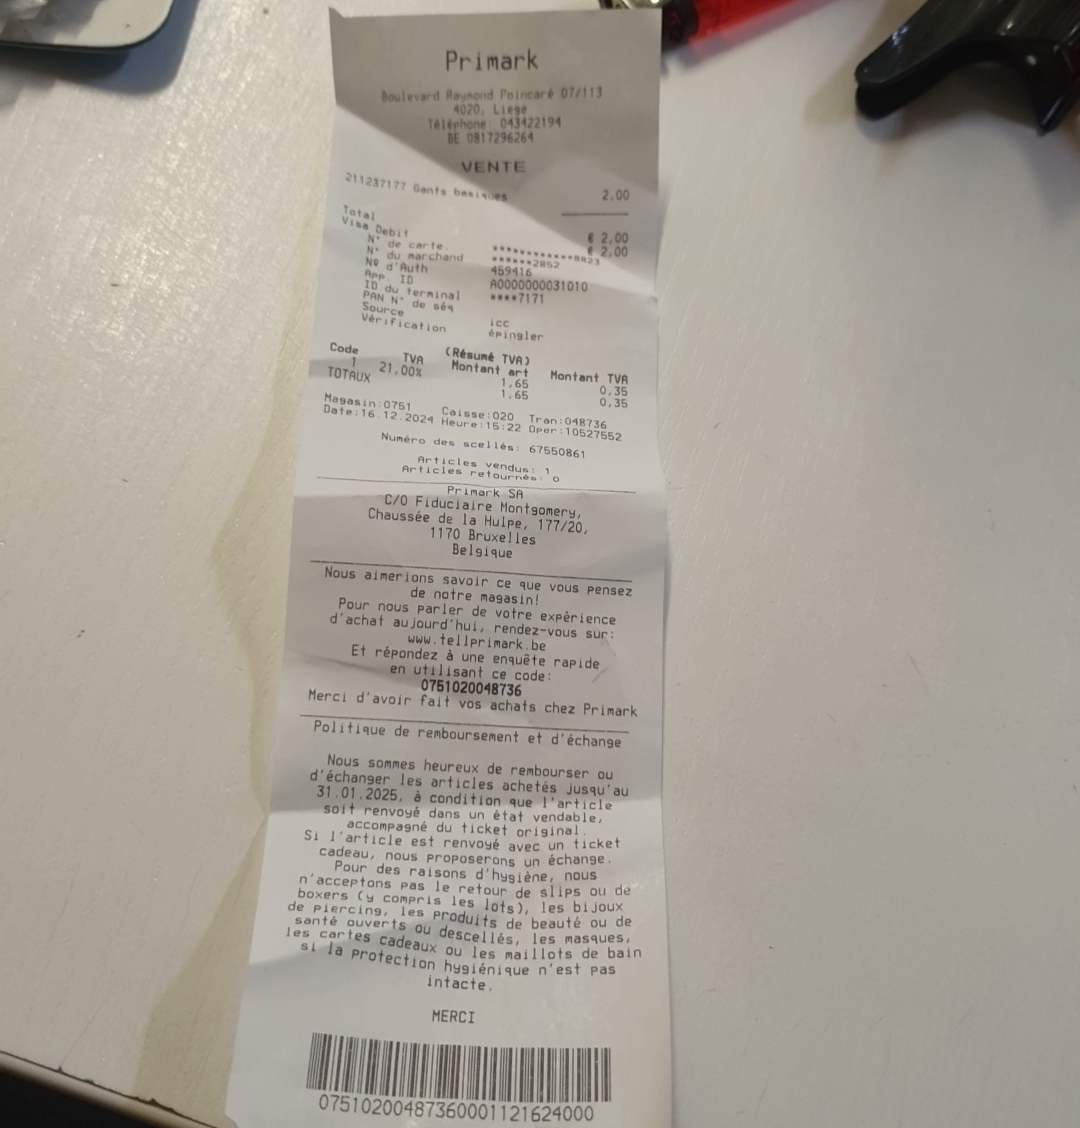 Primark
Boulevard Raymond Poincaré 07/113
4020, Liege
Téléphone: 043422194
BE 0817296264
VENTE
211237177 Gants basiques 2,00
Total € 2,00
Visa Debit € 2,00
N° de carte ************8823
N° du marchand ******2852
Nº d'Auth 459416
App. ID A0000000031010
ID du terminal ****7171
PAN N° de séq
Source icc
Vérification épingler
(Résumé TVA)
Code TVA Montant art Montant TVA
1 21,00% 1,65 0,35
TOTAUX 1,65 0,35
Magasin:0751 Caisse:020 Tran:048736
Date:16.12.2024 Heure:15:22 Oper:10527552
Numéro des scellés: 67550861
Articles vendus: 1
Articles retournés: 0
Primark SA
C/O Fiduciaire Montgomery,
Chaussée de la Hulpe, 177/20,
1170 Bruxelles
Belgique
Nous aimerions savoir ce que vous pensez
de notre magasin!
Pour nous parler de votre expérience
d'achat aujourd'hui, rendez-vous sur:
www.tellprimark.be
Et répondez à une enquête rapide
en utilisant ce code:
0751020048736
Merci d'avoir fait vos achats chez Primark
Politique de remboursement et d'échange
Nous sommes heureux de rembourser ou
d'échanger les articles achetés jusqu'au
31.01.2025, à condition que l'article
soit renvoyé dans un état vendable,
accompagné du ticket original.
Si l'article est renvoyé avec un ticket
cadeau, nous proposerons un échange.
Pour des raisons d'hygiène, nous
n'acceptons pas le retour de slips ou de
boxers (y compris les lots), les bijoux
de piercing, les produits de beauté ou de
santé ouverts ou descellés, les masques,
les cartes cadeaux ou les maillots de bain
si la protection hygiénique n'est pas
intacte.
MERCI
07510200487360001121624000